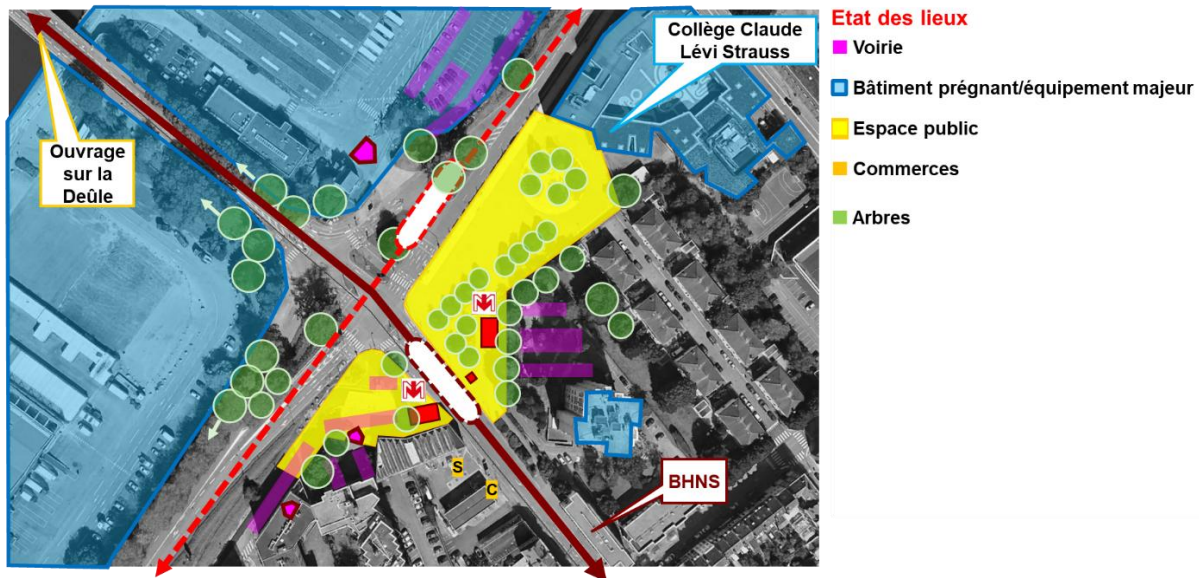 Etat des lieux
Voirie
Bâtiment prégnant/équipement majeur
Espace public
Commerces
Arbres
Collège Claude
Lévi Strauss
Ouvrage
sur la
Deûle
M
M
S
C
BHNS